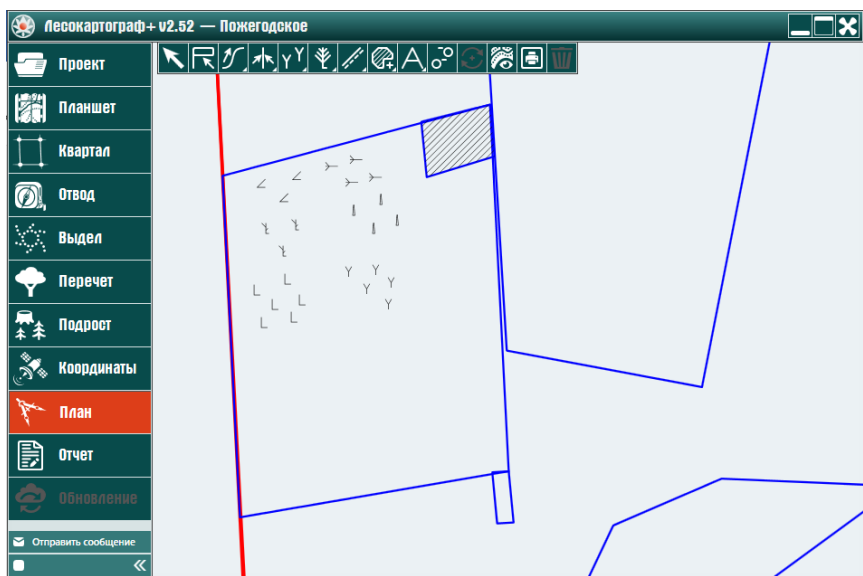 Лесокартограф+ v2.52 — Пожегодское
Проект
Планшет
Квартал
Отвод
Выдел
Перечет
Подрост
Координаты
План
Отчет
Обновление
Отправить сообщение